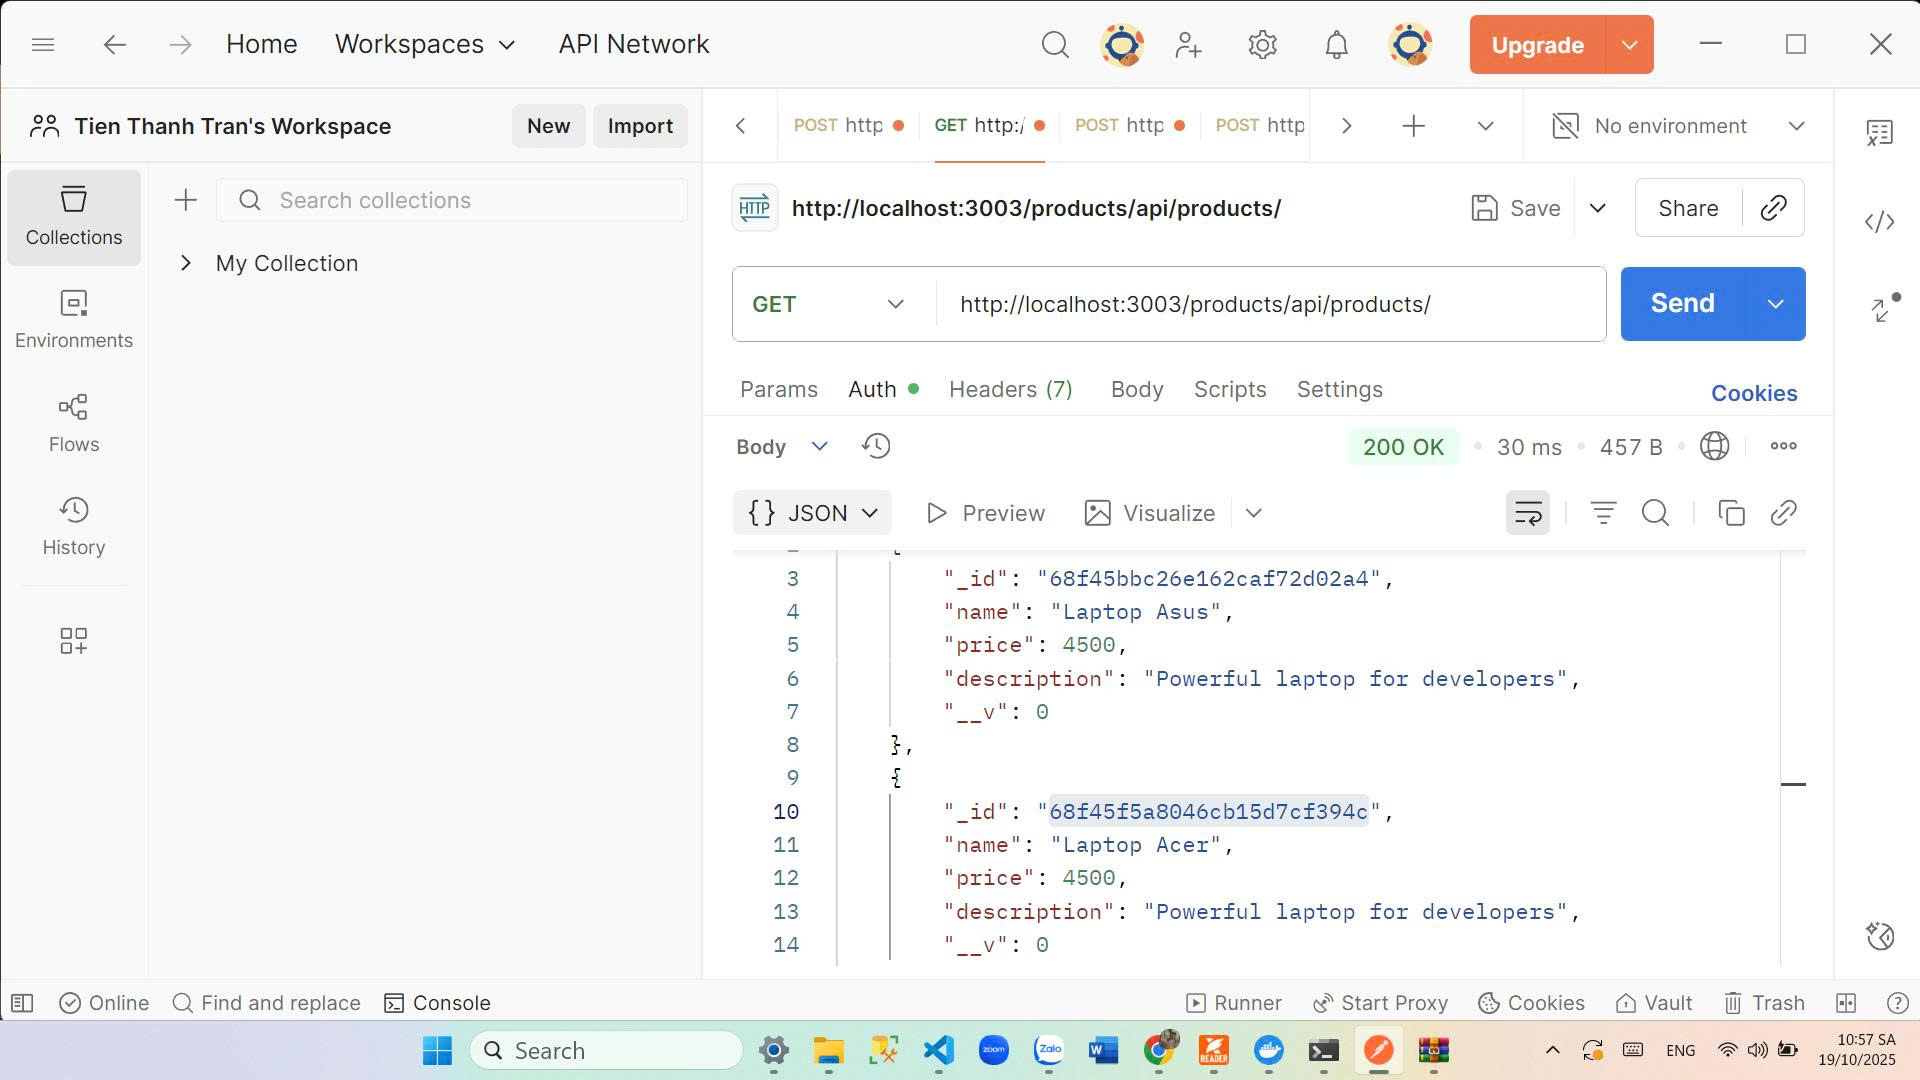 Home Workspaces API Network Upgrade
Tien Thanh Tran's Workspace New Import
POST http GET http:/ POST http POST http No environment
Collections
Search collections
My Collection
Environments
Flows
History
HTTP http://localhost:3003/products/api/products/ Save Share
GET http://localhost:3003/products/api/products/ Send
Params Auth Headers (7) Body Scripts Settings Cookies
Body 200 OK 30 ms 457 B
{} JSON Preview Visualize
3 "_id": "68f45bbc26e162caf72d02a4",
4 "name": "Laptop Asus",
5 "price": 4500,
6 "description": "Powerful laptop for developers",
7 "__v": 0
8 },
9 {
10 "_id": "68f45f5a8046cb15d7cf394c",
11 "name": "Laptop Acer",
12 "price": 4500,
13 "description": "Powerful laptop for developers",
14 "__v": 0
Online Find and replace Console Runner Start Proxy Cookies Vault Trash
Search zoom Zalo W READER ENG 10:57 SA
19/10/2025